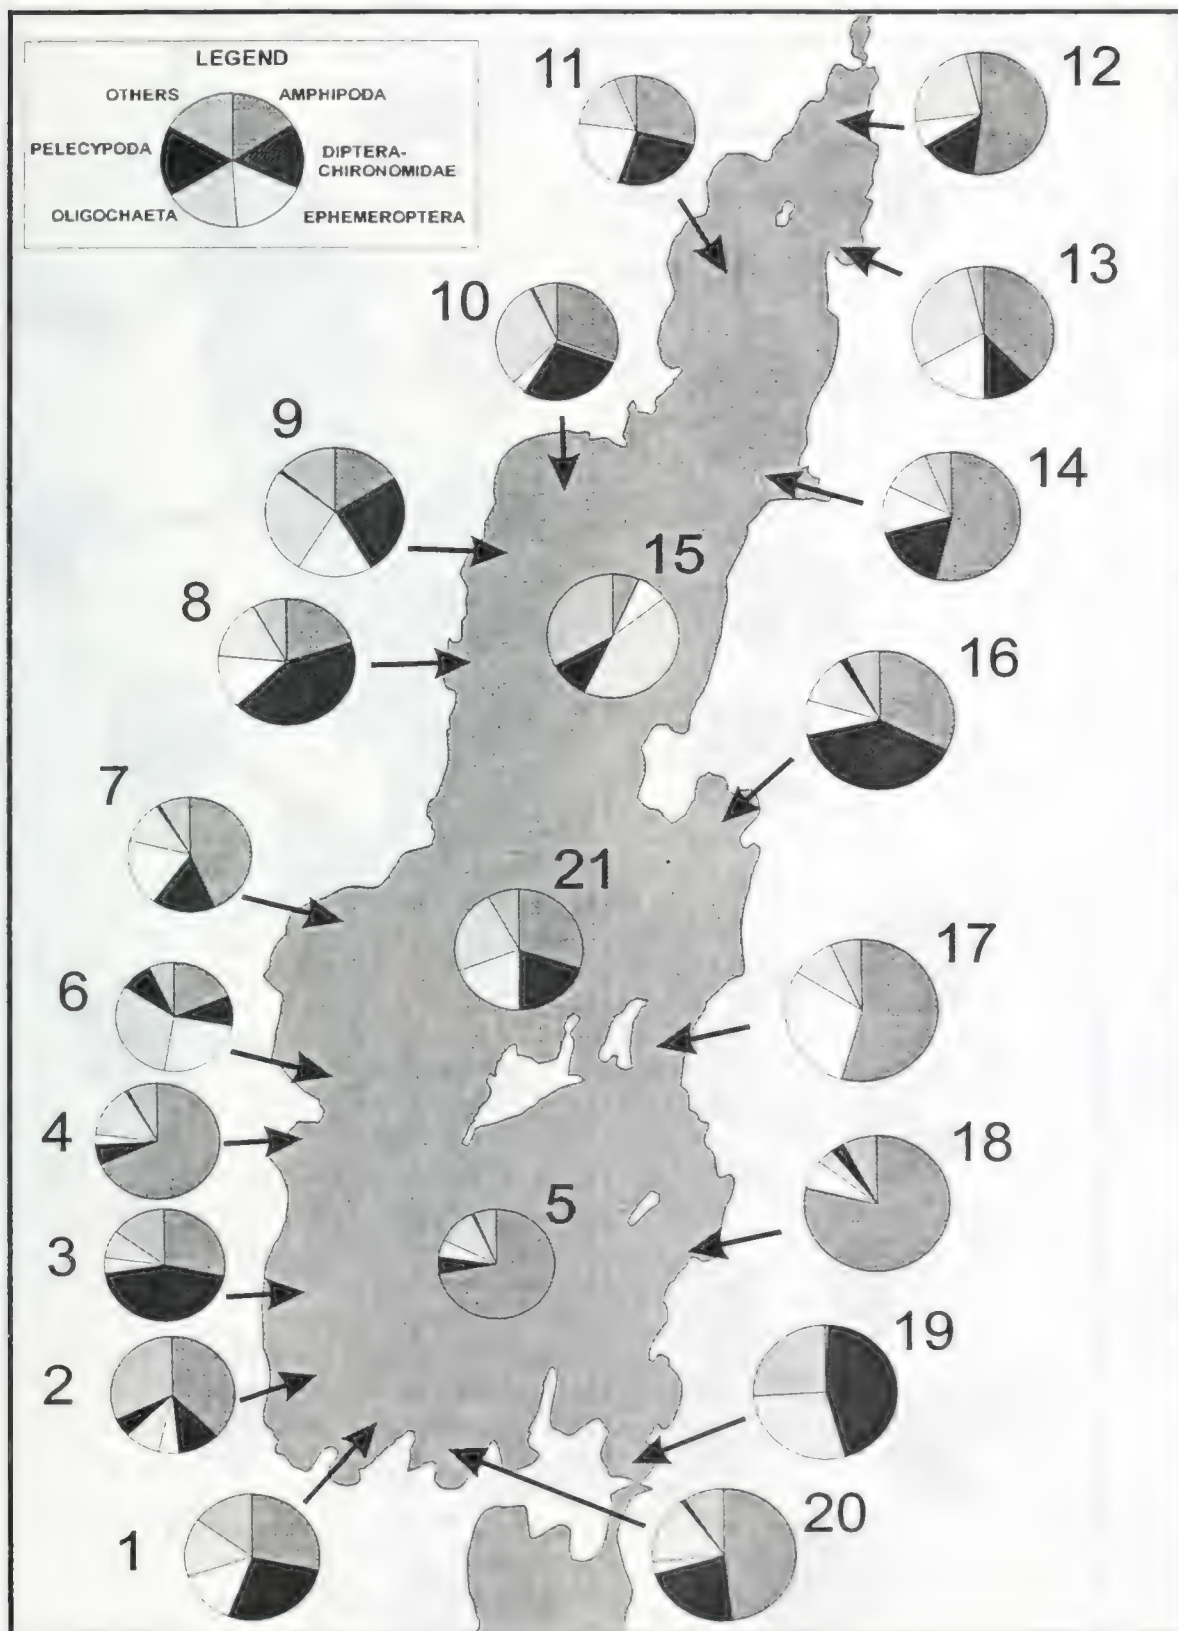 LEGEND
OTHERS
AMPHIPODA
PELECYPODA
DIPTERA-
CHIRONOMIDAE
OLIGOCHAETA
EPHEMEROPTERA
11
12
10
13
9
14
15
8
16
7
21
17
6
4
18
5
3
19
2
20
1